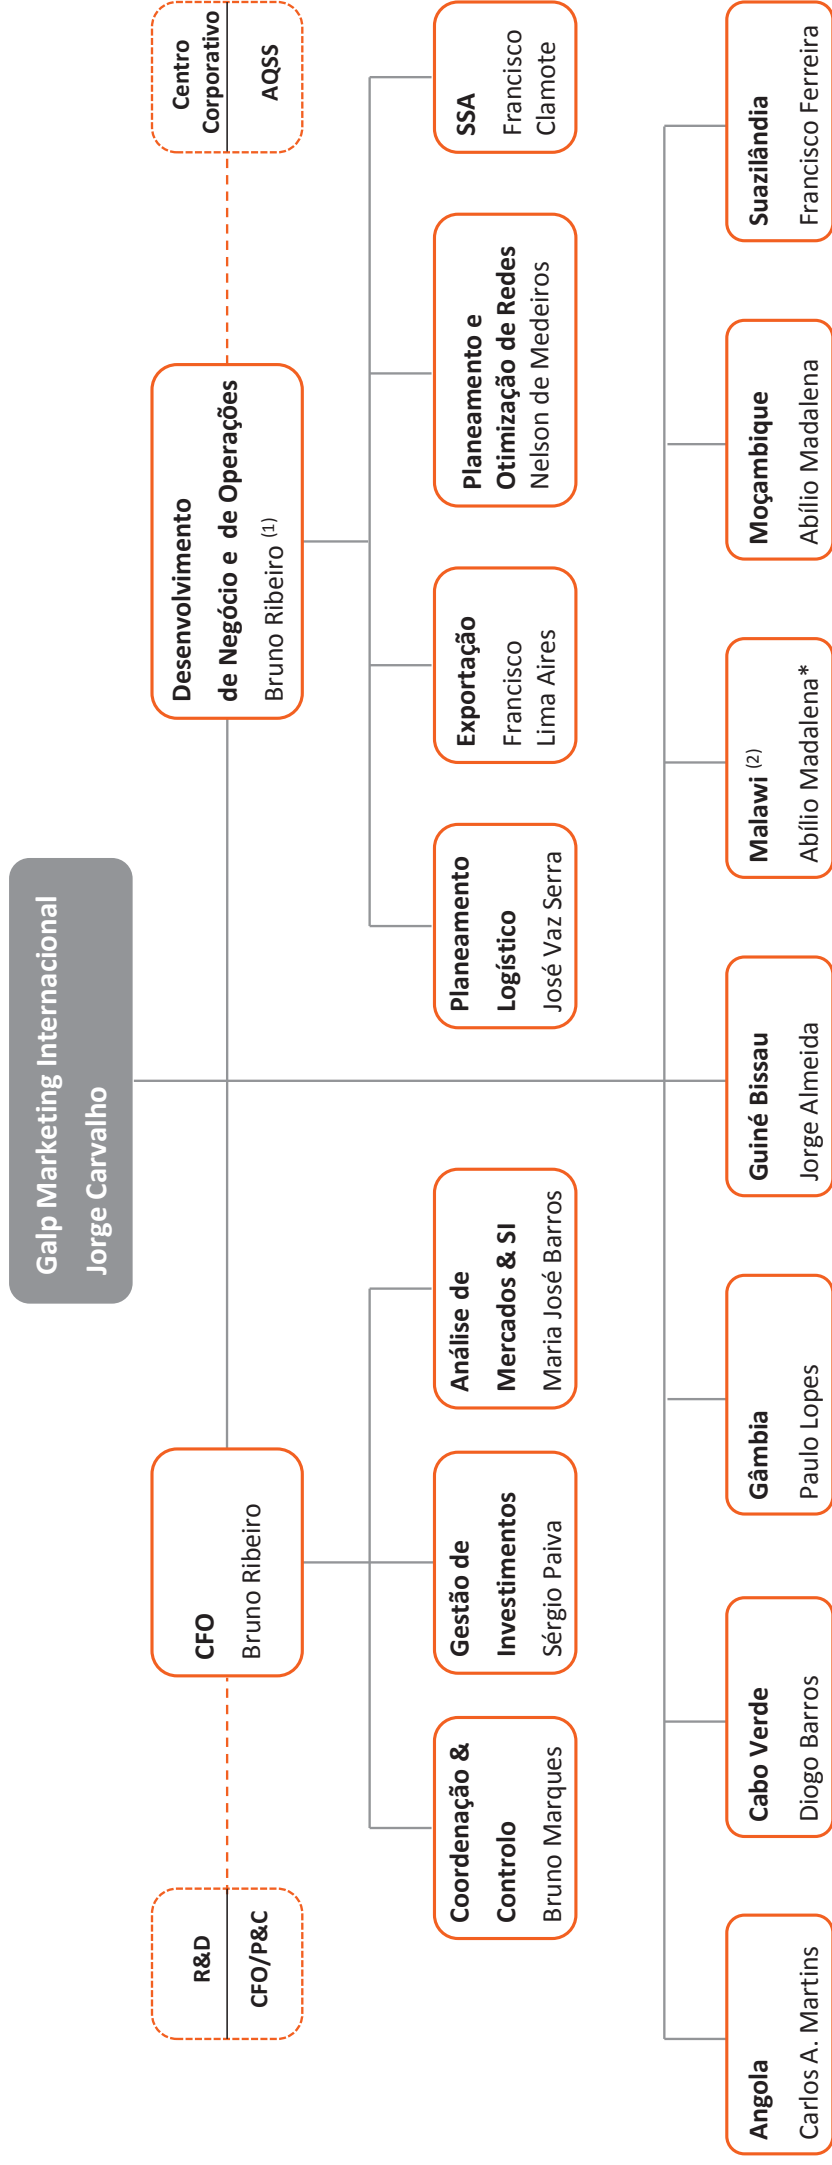 Galp Marketing Internacional
Jorge Carvalho
R&D
CFO/P&C
CFO
Bruno Ribeiro
Desenvolvimento
de Negócio e de Operações
Bruno Ribeiro (1)
Centro
Corporativo
AQSS
Coordenação &
Controlo
Bruno Marques
Gestão de
Investimentos
Sérgio Paiva
Análise de
Mercados & SI
Maria José Barros
Planeamento
Logístico
José Vaz Serra
Exportação
Francisco
Lima Aires
Planeamento e
Otimização de Redes
Nelson de Medeiros
SSA
Francisco
Clamote
Angola
Carlos A. Martins
Cabo Verde
Diogo Barros
Gâmbia
Paulo Lopes
Guiné Bissau
Jorge Almeida
Malawi (2)
Abílio Madalena*
Moçambique
Abílio Madalena
Suazilândia
Francisco Ferreira